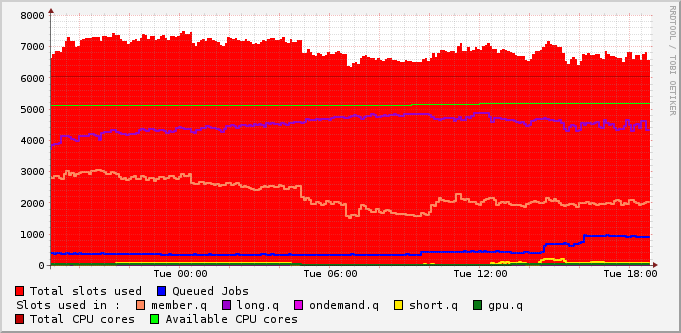 8000
7000
6000
5000
4000
3000
2000
1000
0
Tue 00:00 Tue 06:00 Tue 12:00 Tue 18:00
RRDTOOL / TOBI OETIKER
Total slots used Queued Jobs
Slots used in : member.q long.q ondemand.q short.q gpu.q
Total CPU cores Available CPU cores